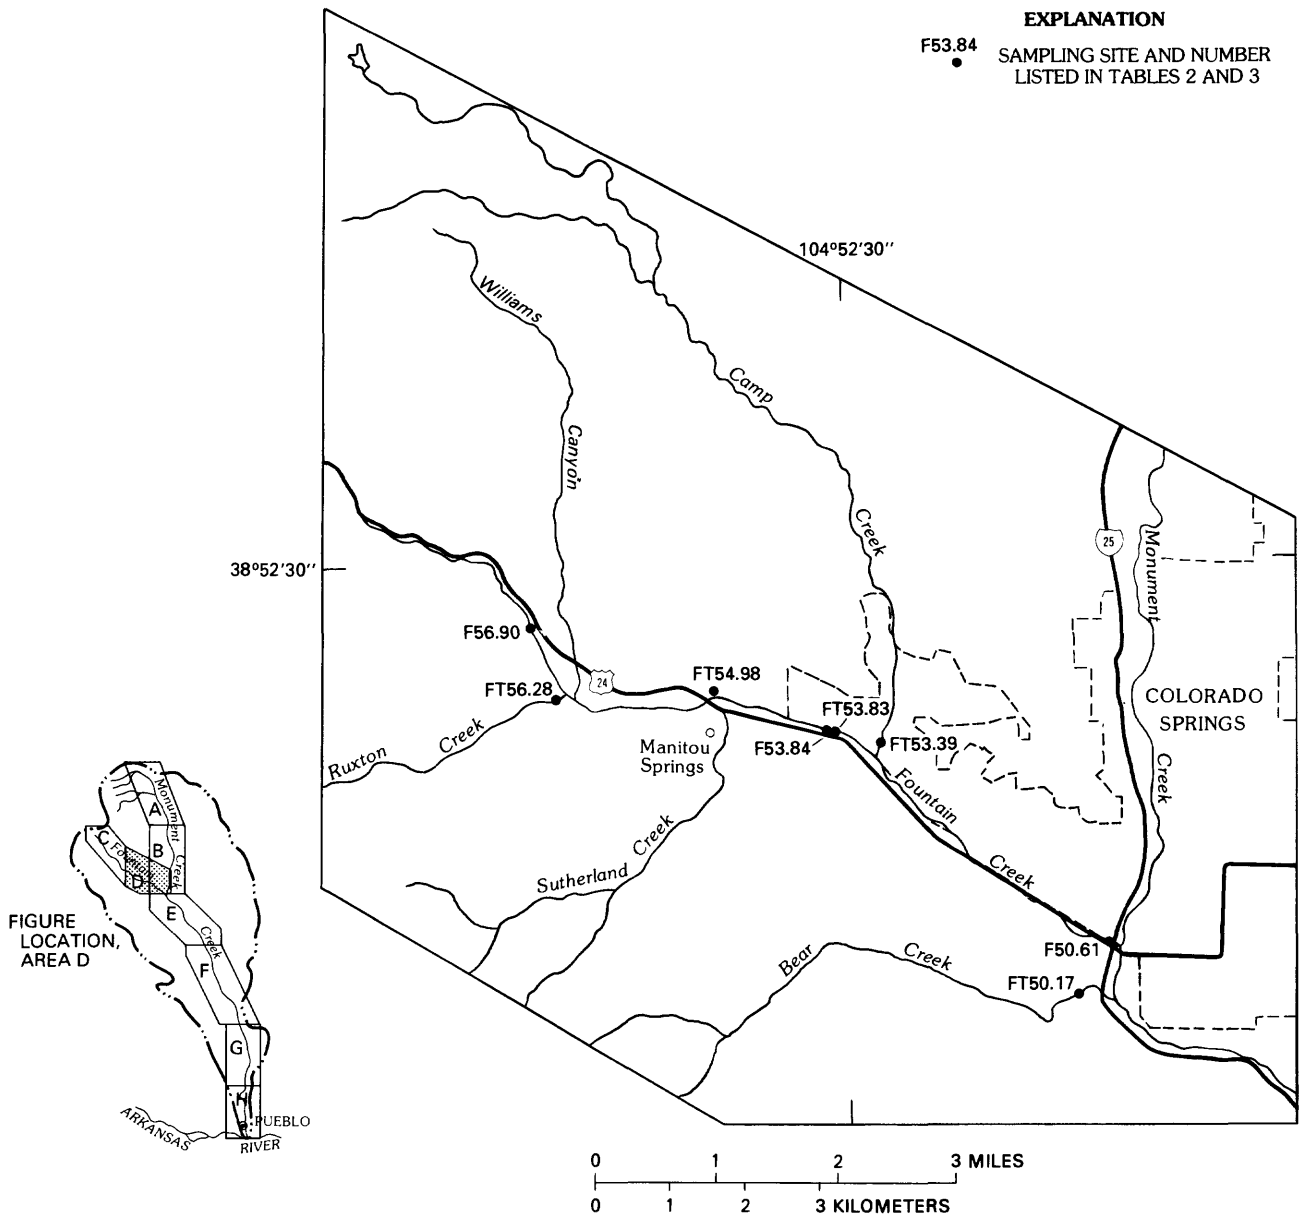 EXPLANATION
F53.84
SAMPLING SITE AND NUMBER
LISTED IN TABLES 2 AND 3
104°52'30''
Williams
Canyon
Camp
Creek
25
Monument
Creek
38°52'30''
F56.90
FT56.28
24
FT54.98
FT53.83
F53.84
FT53.39
COLORADO
SPRINGS
Manitou
Springs
Ruxton
Creek
Fountain
Creek
Sutherland
Creek
Bear
Creek
F50.61
FT50.17
FIGURE
LOCATION,
AREA D
A
Monument
Creek
B
C
Fountain
D
E
Creek
F
G
H
PUEBLO
ARKANSAS
RIVER
0 1 2 3 MILES
0 1 2 3 KILOMETERS